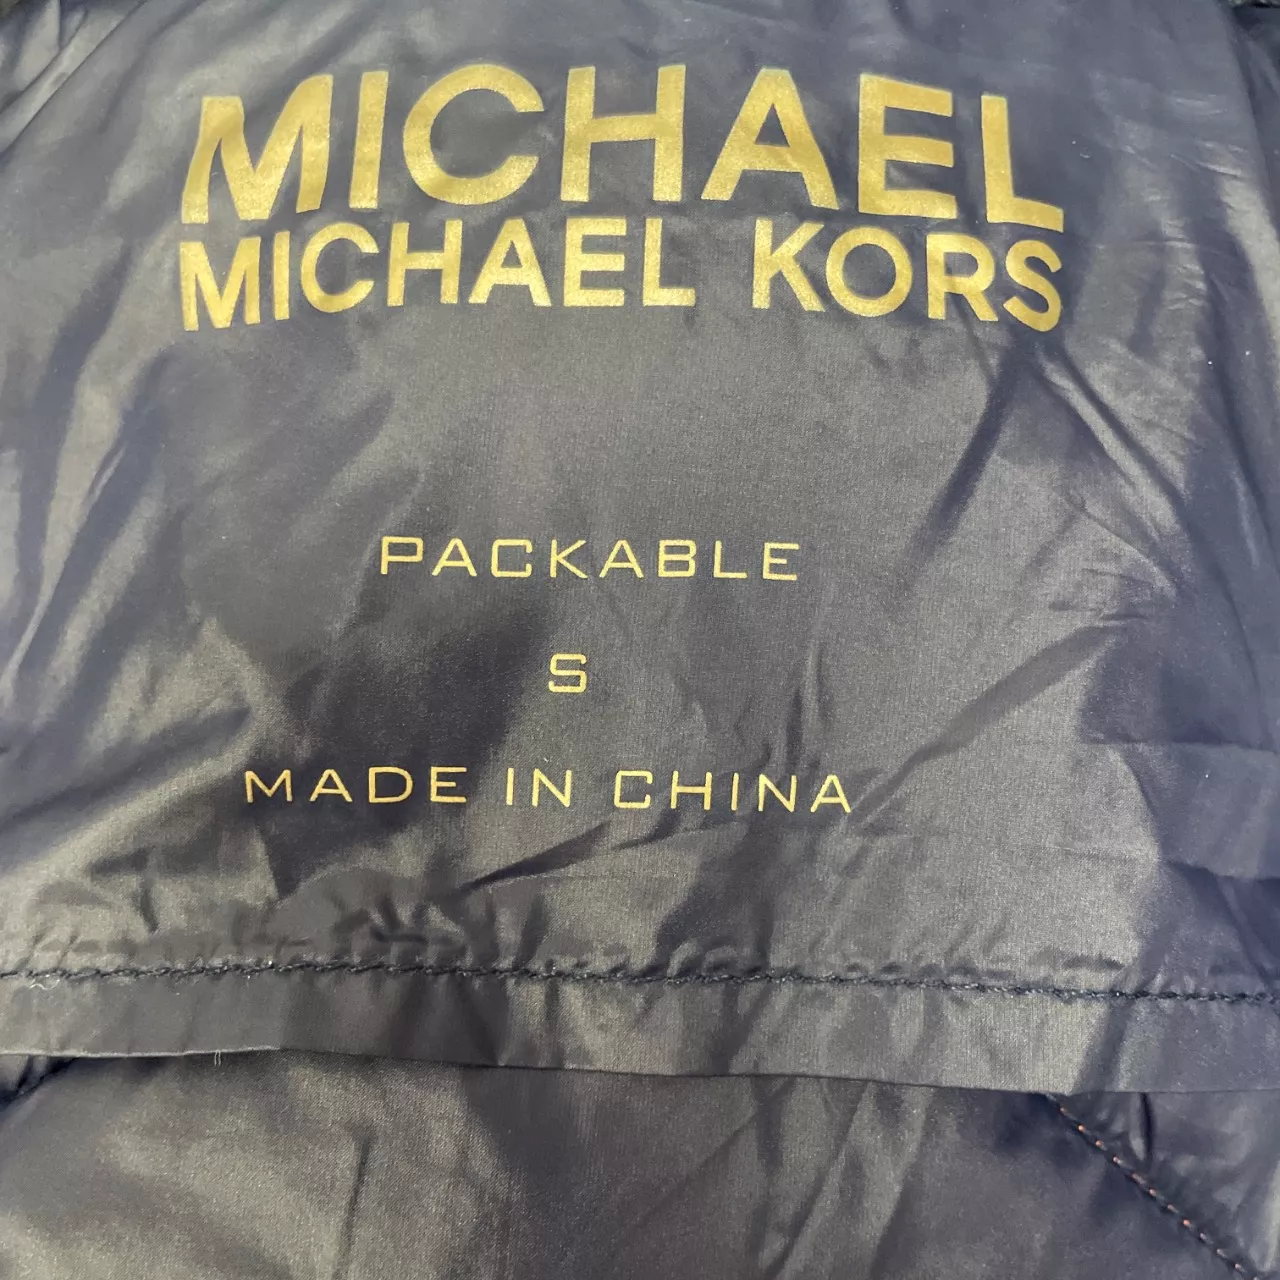 MICHAEL
MICHAEL KORS
PACKABLE
S
MADE IN CHINA